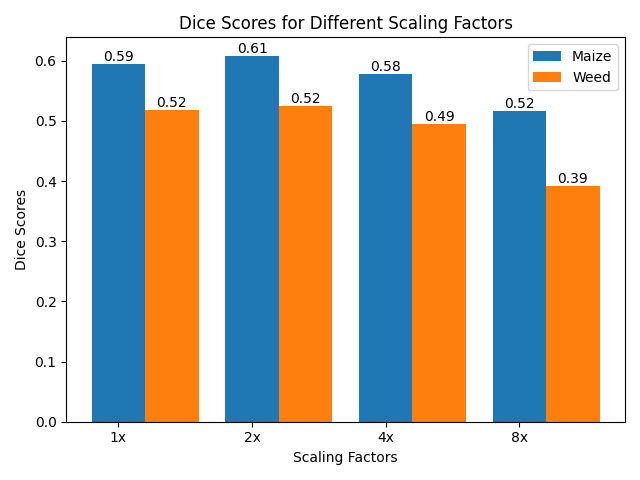 Dice Scores for Different Scaling Factors
Maize
Weed
0.59
0.52
0.61
0.52
0.58
0.49
0.52
0.39
0.6
0.5
0.4
0.3
0.2
0.1
0.0
Dice Scores
1x 2x 4x 8x
Scaling Factors